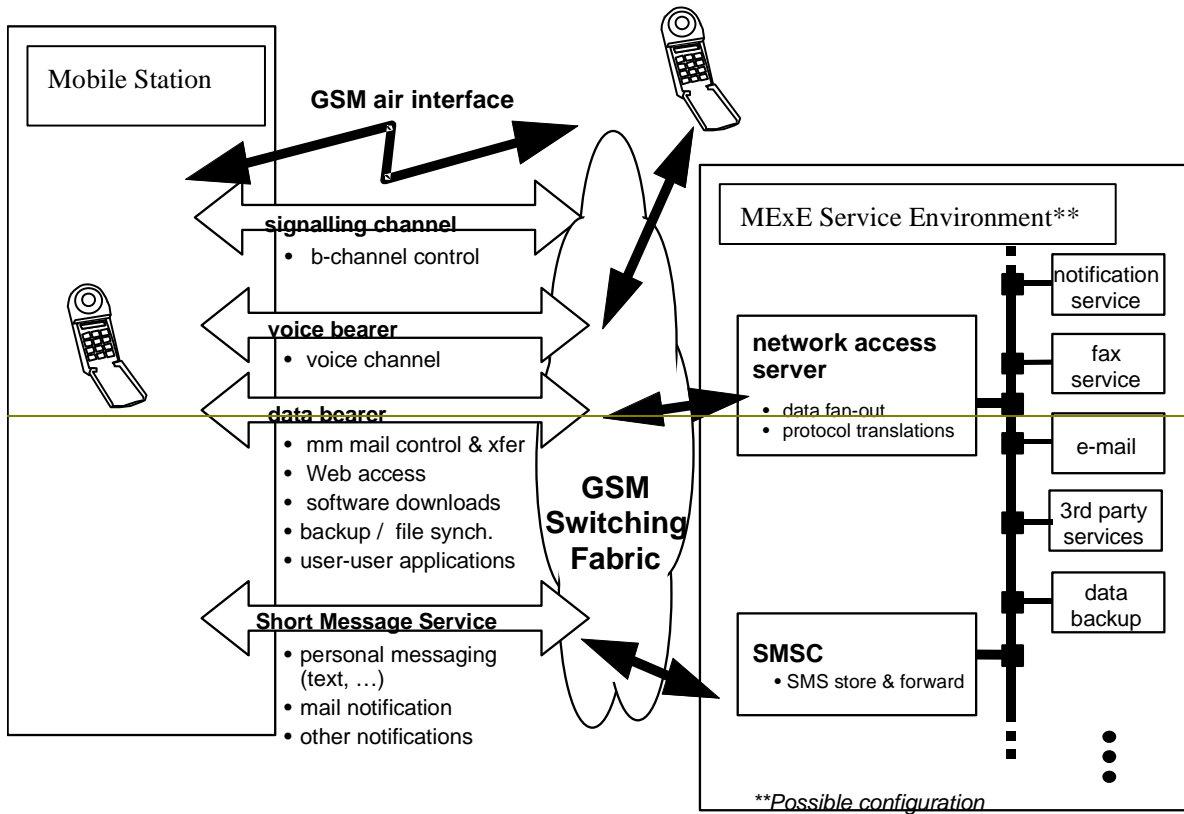 Mobile Station
GSM air interface
signalling channel
• b-channel control
voice bearer
• voice channel
data bearer
• mm mail control & xfer
• Web access
• software downloads
• backup / file synch.
• user-user applications
Short Message Service
• personal messaging
(text, …)
• mail notification
• other notifications
GSM
Switching
Fabric
MExE Service Environment**
network access
server
• data fan-out
• protocol translations
SMSC
• SMS store & forward
notification
service
fax
service
e-mail
3rd party
services
data
backup
**Possible configuration